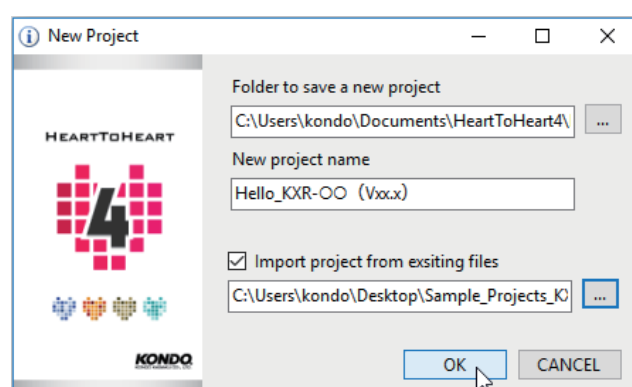 New Project
HEARTTOHEART
4
KONDO
Folder to save a new project
C:\Users\kondo\Documents\HeartToHeart4\
...
New project name
Hello_KXR-○○（Vxx.x）
Import project from exsiting files
C:\Users\kondo\Desktop\Sample_Projects_K
...
OK
CANCEL